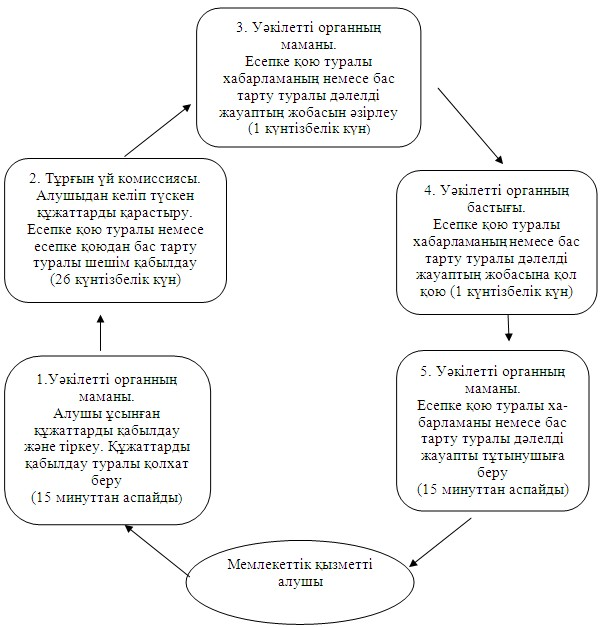 3. Уәкілетті органның
маманы.
Есепке қою туралы
хабарламаның немесе бас
тарту туралы дәлелді
жауаптың жобасын әзірлеу
(1 күнтізбелік күн)
2. Тұрғын үй комиссиясы.
Алушыдан келіп түскен
құжаттарды қарастыру.
Есепке қою туралы немесе
есепке қоюдан бас тарту
туралы шешім қабылдау
(26 күнтізбелік күн)
4. Уәкілетті органның
бастығы.
Есепке қою туралы
хабарламаның немесе бас
тарту туралы дәлелді
жауаптың жобасына қол
қою (1 күнтізбелік күн)
1.Уәкілетті органның
маманы.
Алушы ұсынған
құжаттарды қабылдау
және тіркеу. Құжаттарды
қабылдау туралы қолхат
беру
(15 минуттан аспайды)
5. Уәкілетті органның
маманы.
Есепке қою туралы ха-
барламаны немесе бас
тарту туралы дәлелді
жауапты тұтынушыға
беру
(15 минуттан аспайды)
Мемлекеттік қызметті
алушы